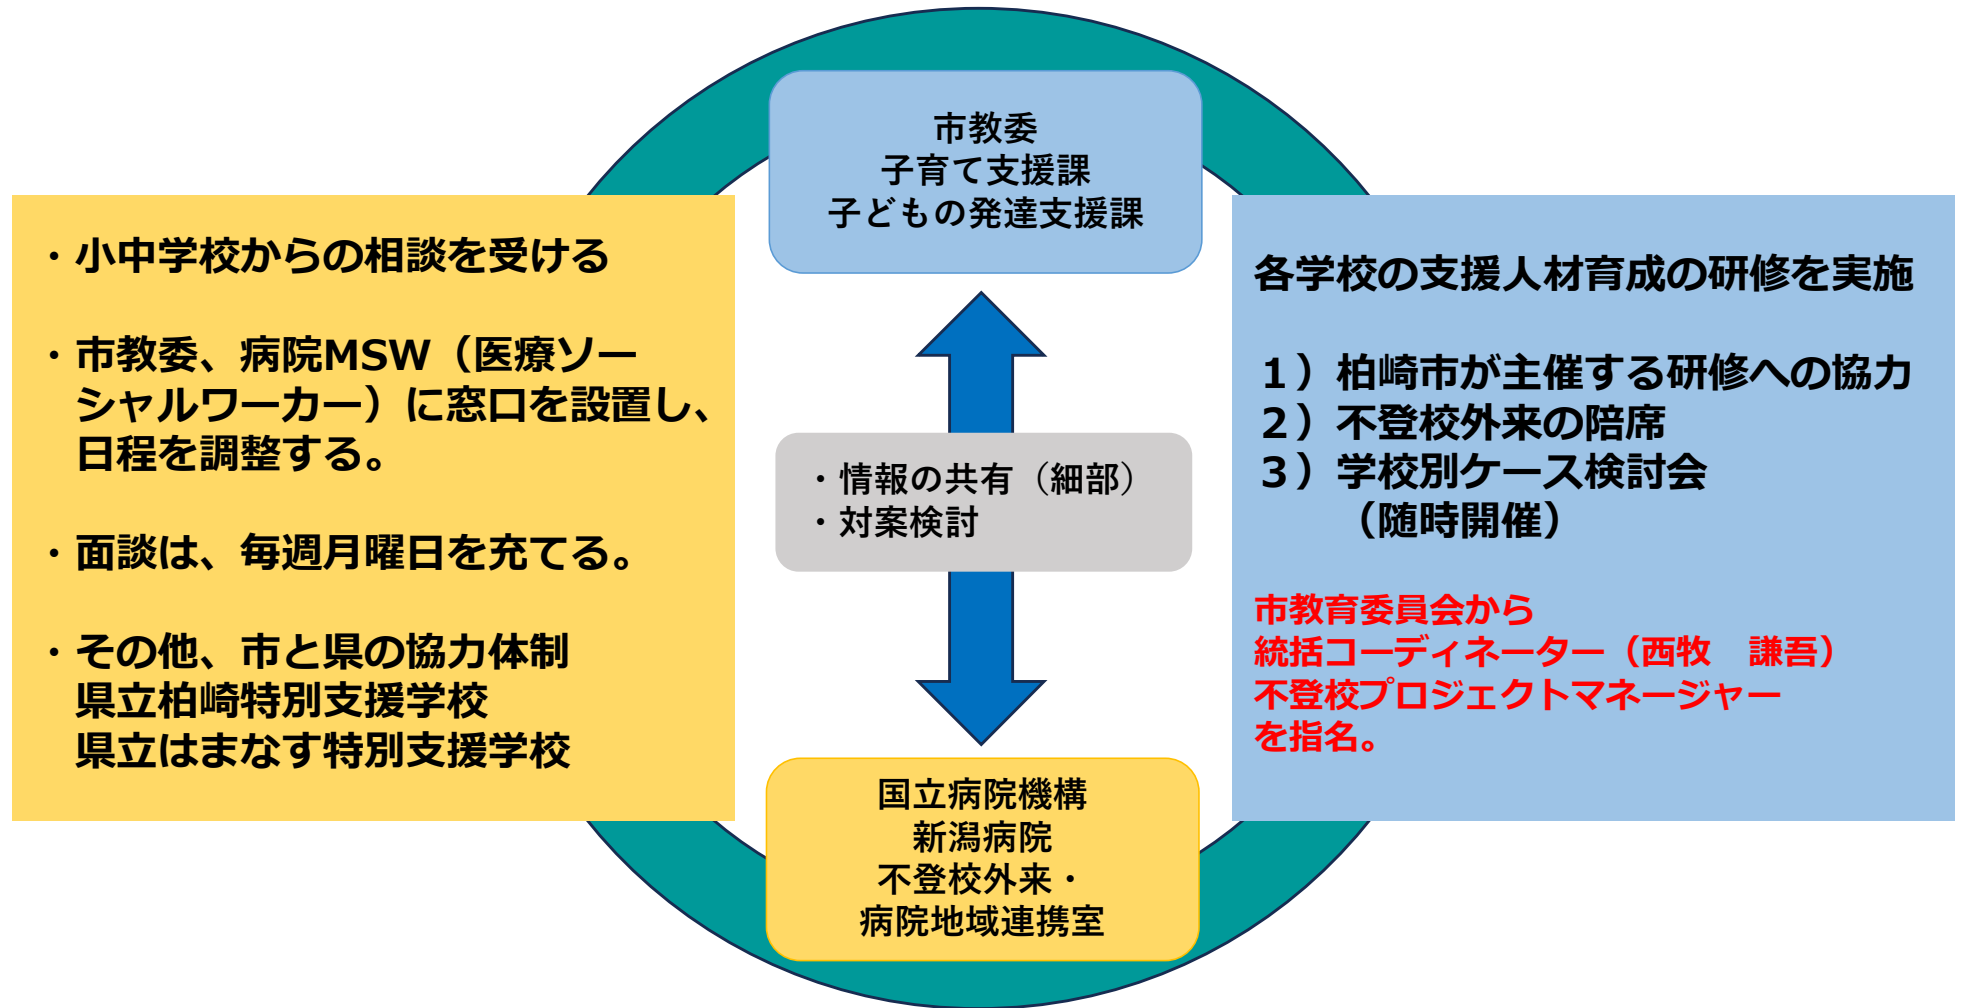 市教委
子育て支援課
子どもの発達支援課
・小中学校からの相談を受ける
・市教委、病院MSW（医療ソー
シャルワーカー）に窓口を設置し、
日程を調整する。
・面談は、毎週月曜日を充てる。
・その他、市と県の協力体制
県立柏崎特別支援学校
県立はまなす特別支援学校
・情報の共有（細部）
・対案検討
各学校の支援人材育成の研修を実施
１）柏崎市が主催する研修への協力
２）不登校外来の陪席
３）学校別ケース検討会
（随時開催）
市教育委員会から
統括コーディネーター（西牧　謙吾）
不登校プロジェクトマネージャー
を指名。
国立病院機構
新潟病院
不登校外来・
病院地域連携室